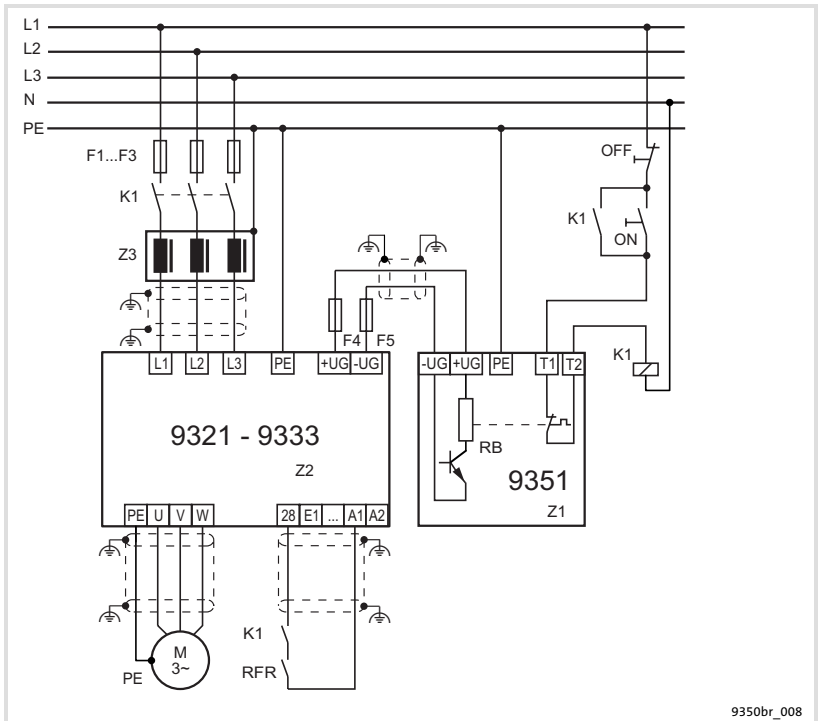 L1
L2
L3
N
PE
F1...F3
OFF
K1
K1
ON
Z3
F4 F5
K1
L1 L2 L3 PE +UG -UG
-UG +UG PE T1 T2
9321 - 9333
Z2
RB
9351
Z1
PE U V W 28 E1 ... A1 A2
K1
RFR
M
3~
PE
9350br_008